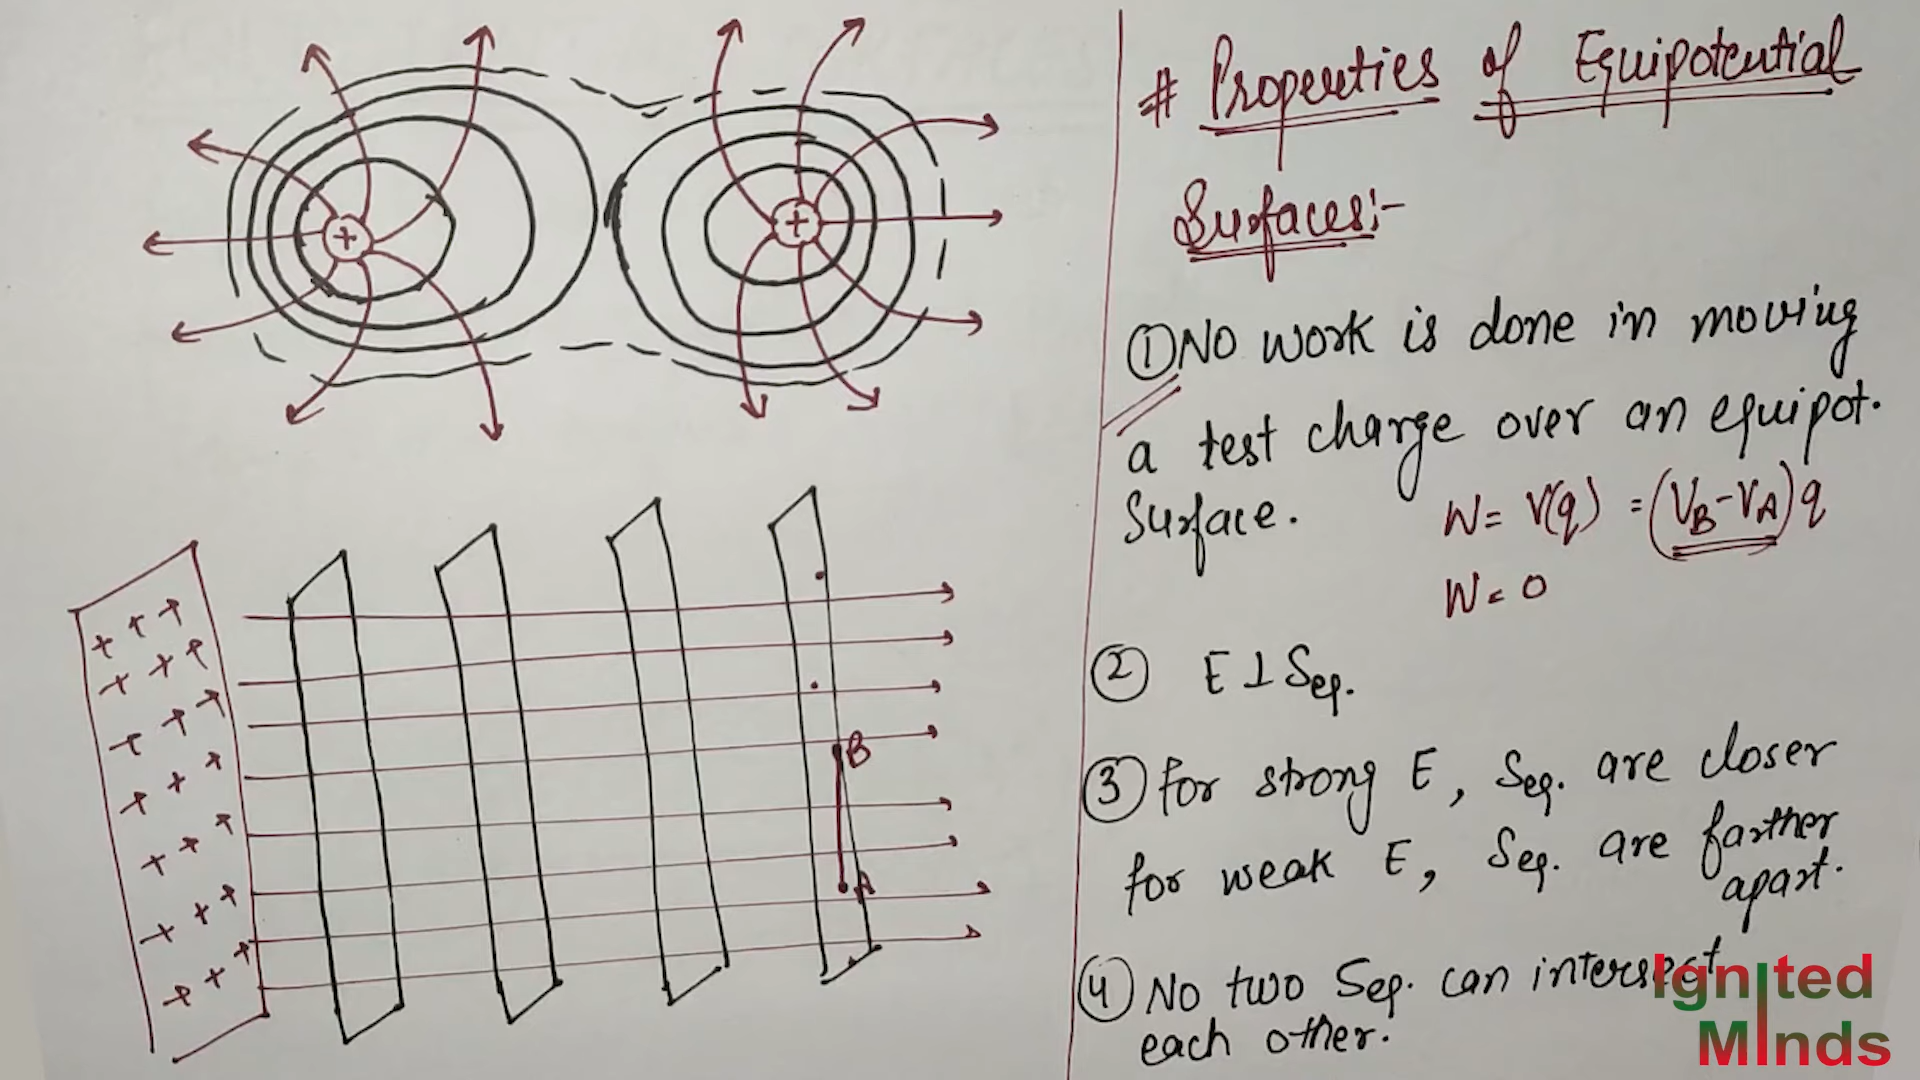 # Properties of Equipotential
Surfaces:-
① No work is done in moving
a test charge over an equipot.
Surface.
W= V(q) = (VB-VA)q
W=0
② E⊥Seq.
③ for strong E, Seq. are closer
for weak E, Seq. are farther
apart.
④ No two Seq. can intersect
each other.
+
+
B
A
Ignited
Minds